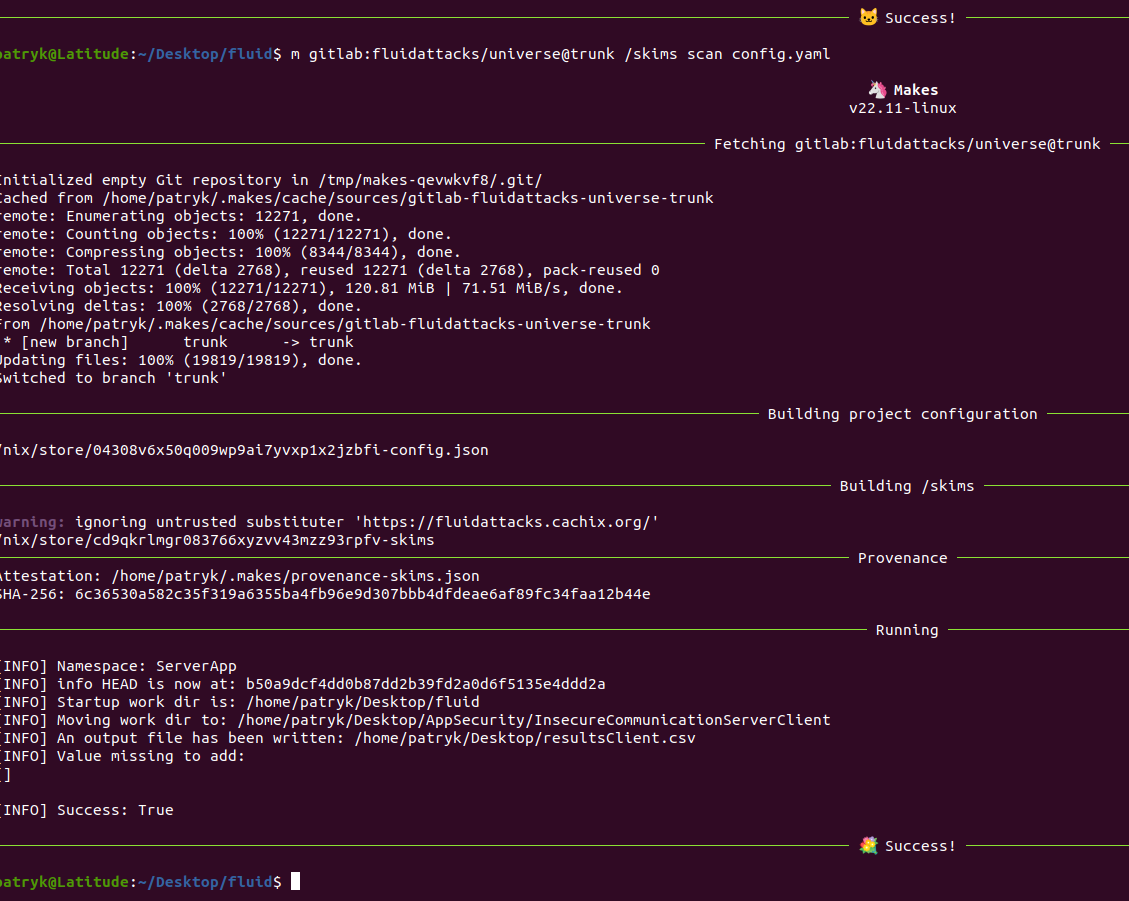 Success!
patryk@Latitude:~/Desktop/fluid$ m gitlab:fluidattacks/universe@trunk /skims scan config.yaml
Makes
v22.11-linux
Fetching gitlab:fluidattacks/universe@trunk
Initialized empty Git repository in /tmp/makes-qevwkvf8/.git/
Cached from /home/patryk/.makes/cache/sources/gitlab-fluidattacks-universe-trunk
remote: Enumerating objects: 12271, done.
remote: Counting objects: 100% (12271/12271), done.
remote: Compressing objects: 100% (8344/8344), done.
remote: Total 12271 (delta 2768), reused 12271 (delta 2768), pack-reused 0
Receiving objects: 100% (12271/12271), 120.81 MiB | 71.51 MiB/s, done.
Resolving deltas: 100% (2768/2768), done.
From /home/patryk/.makes/cache/sources/gitlab-fluidattacks-universe-trunk
* [new branch]      trunk      -> trunk
Updating files: 100% (19819/19819), done.
Switched to branch 'trunk'
Building project configuration
/nix/store/04308v6x50q009wp9ai7yvxp1x2jzbfi-config.json
Building /skims
warning: ignoring untrusted substituter 'https://fluidattacks.cachix.org/'
/nix/store/cd9qkrlmgr083766xyzvv43mzz93rpfv-skims
Provenance
Attestation: /home/patryk/.makes/provenance-skims.json
SHA-256: 6c36530a582c35f319a6355ba4fb96e9d307bbb4dfdeae6af89fc34faa12b44e
Running
[INFO] Namespace: ServerApp
[INFO] info HEAD is now at: b50a9dcf4dd0b87dd2b39fd2a0d6f5135e4ddd2a
[INFO] Startup work dir is: /home/patryk/Desktop/fluid
[INFO] Moving work dir to: /home/patryk/Desktop/AppSecurity/InsecureCommunicationServerClient
[INFO] An output file has been written: /home/patryk/Desktop/resultsClient.csv
[INFO] Value missing to add:
[]
[INFO] Success: True
Success!
patryk@Latitude:~/Desktop/fluid$